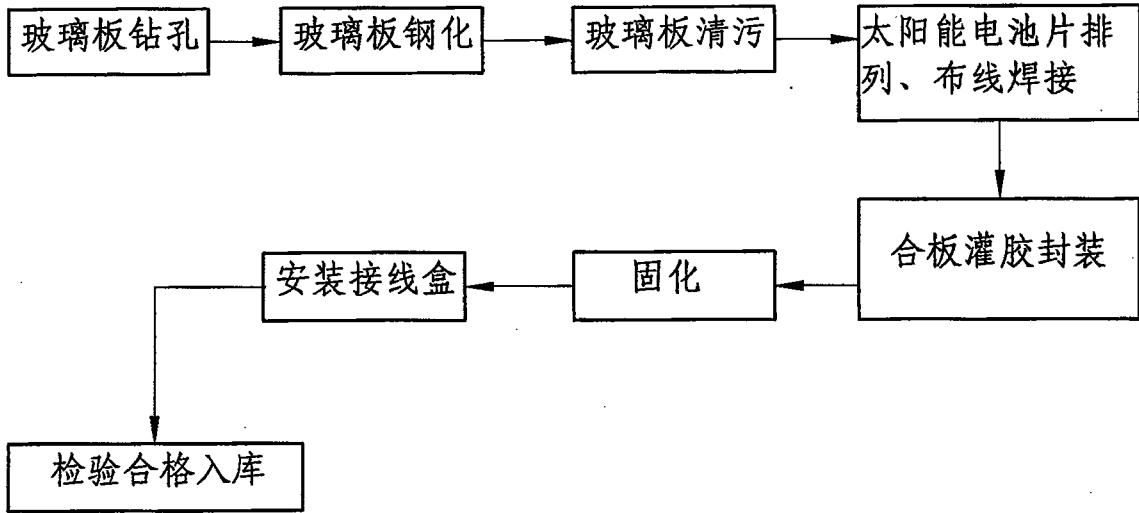 玻璃板钻孔
玻璃板钢化
玻璃板清污
太阳能电池片排
列、布线焊接
合板灌胶封装
固化
安装接线盒
检验合格入库